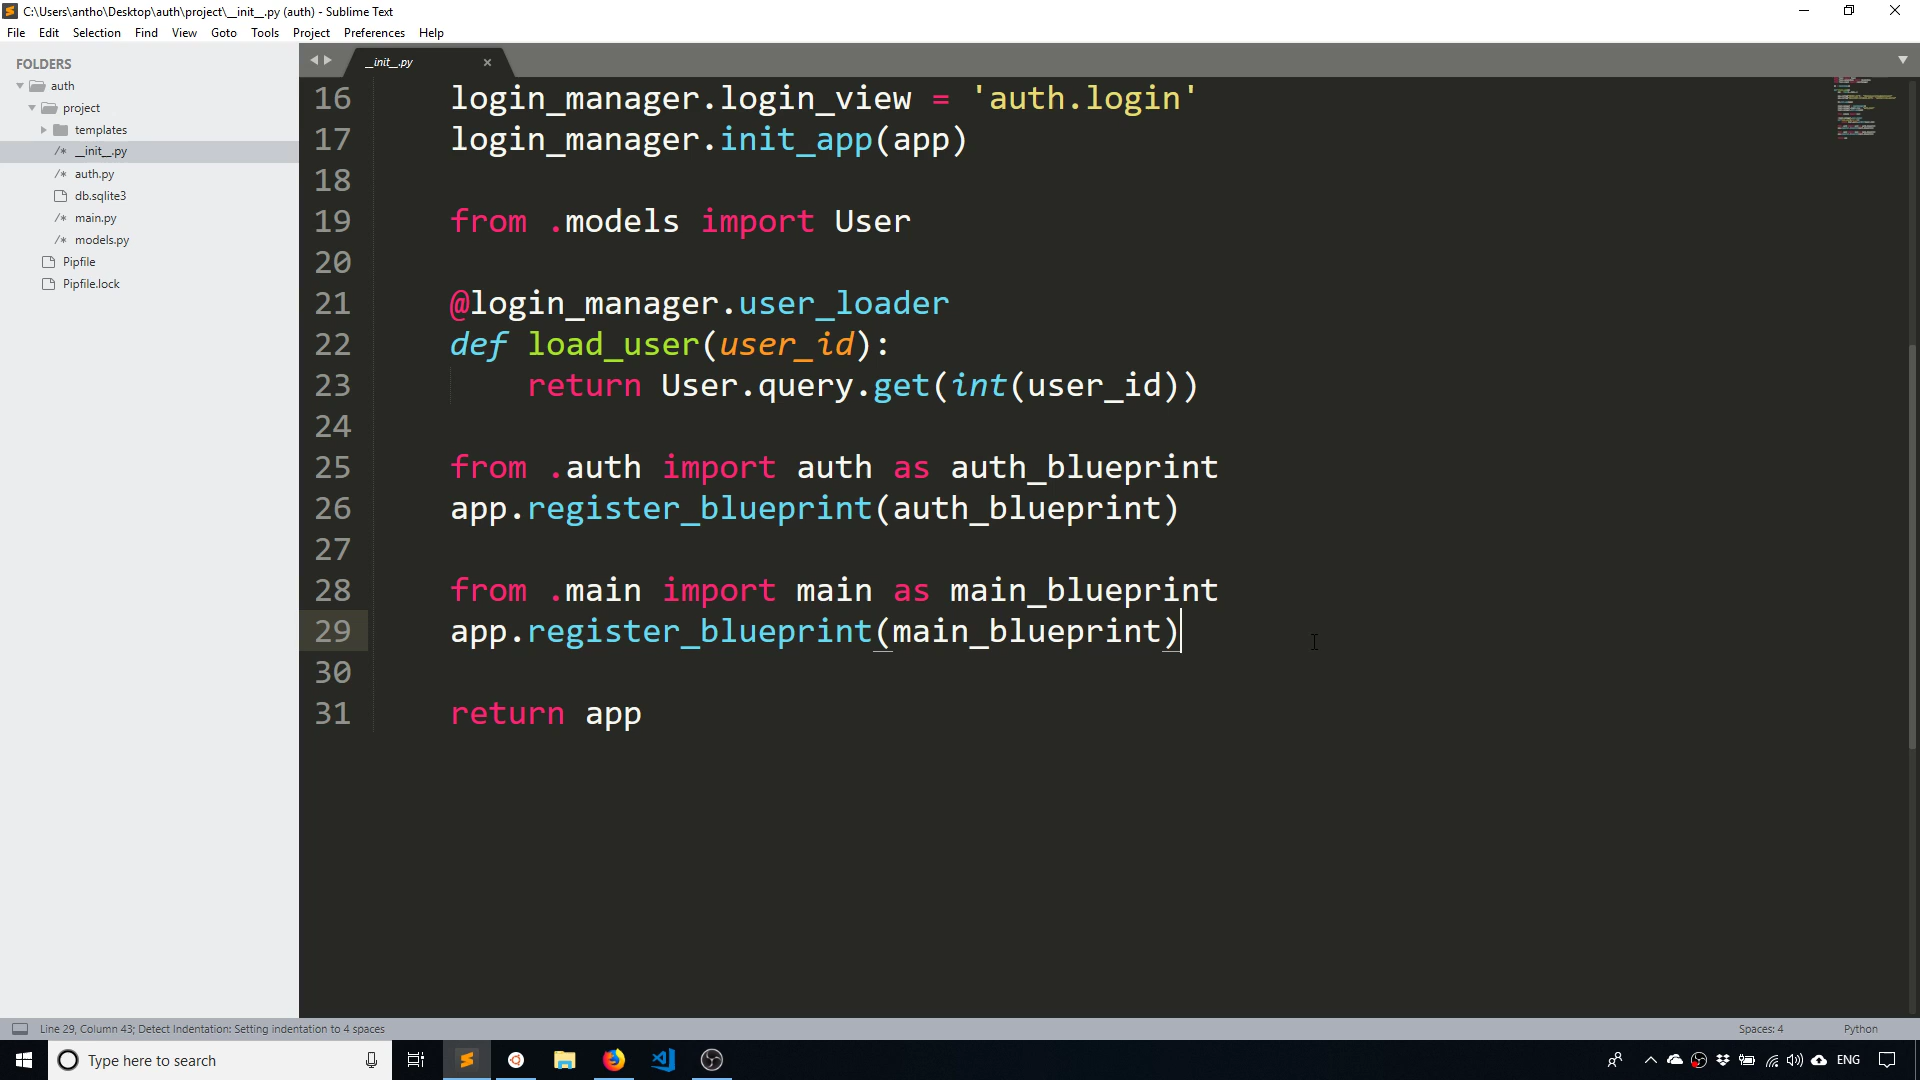 C:\Users\antho\Desktop\auth\project\__init__.py (auth) - Sublime Text
File Edit Selection Find View Goto Tools Project Preferences Help
FOLDERS
auth
project
templates
/* __init__.py
/* auth.py
db.sqlite3
/* main.py
/* models.py
Pipfile
Pipfile.lock
__init__.py ×
16 login_manager.login_view = 'auth.login'
17 login_manager.init_app(app)
18
19 from .models import User
20
21 @login_manager.user_loader
22 def load_user(user_id):
23 return User.query.get(int(user_id))
24
25 from .auth import auth as auth_blueprint
26 app.register_blueprint(auth_blueprint)
27
28 from .main import main as main_blueprint
29 app.register_blueprint(main_blueprint)
30
31 return app
Line 29, Column 43; Detect Indentation: Setting indentation to 4 spaces
Spaces: 4 Python
Type here to search
ENG